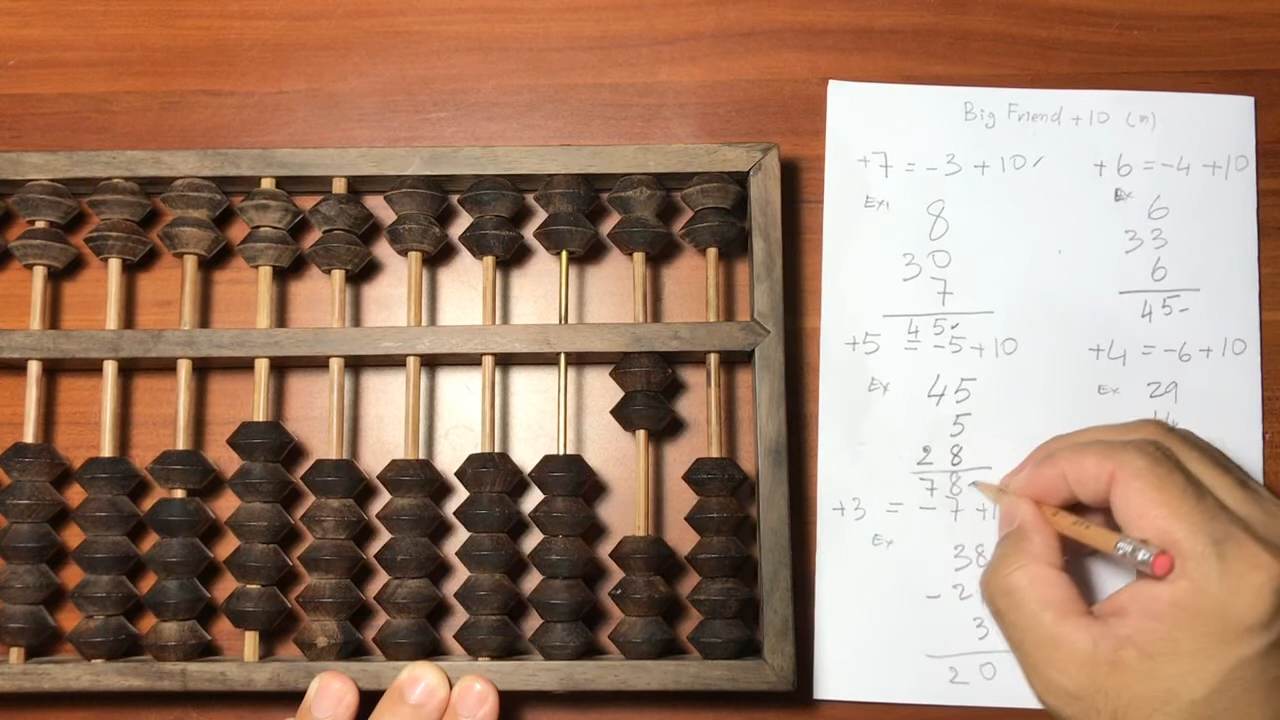 Big Friend +10 (m)
+7 = -3 + 10
Ex1
8
30
7
45
+5 = -5 +10
Ex
45
5
28
78
+3 = -7 +1
Ex
38
- 2
3
20
+6 = -4 +10
Ex
6
33
6
45
+4 = -6 +10
Ex
29